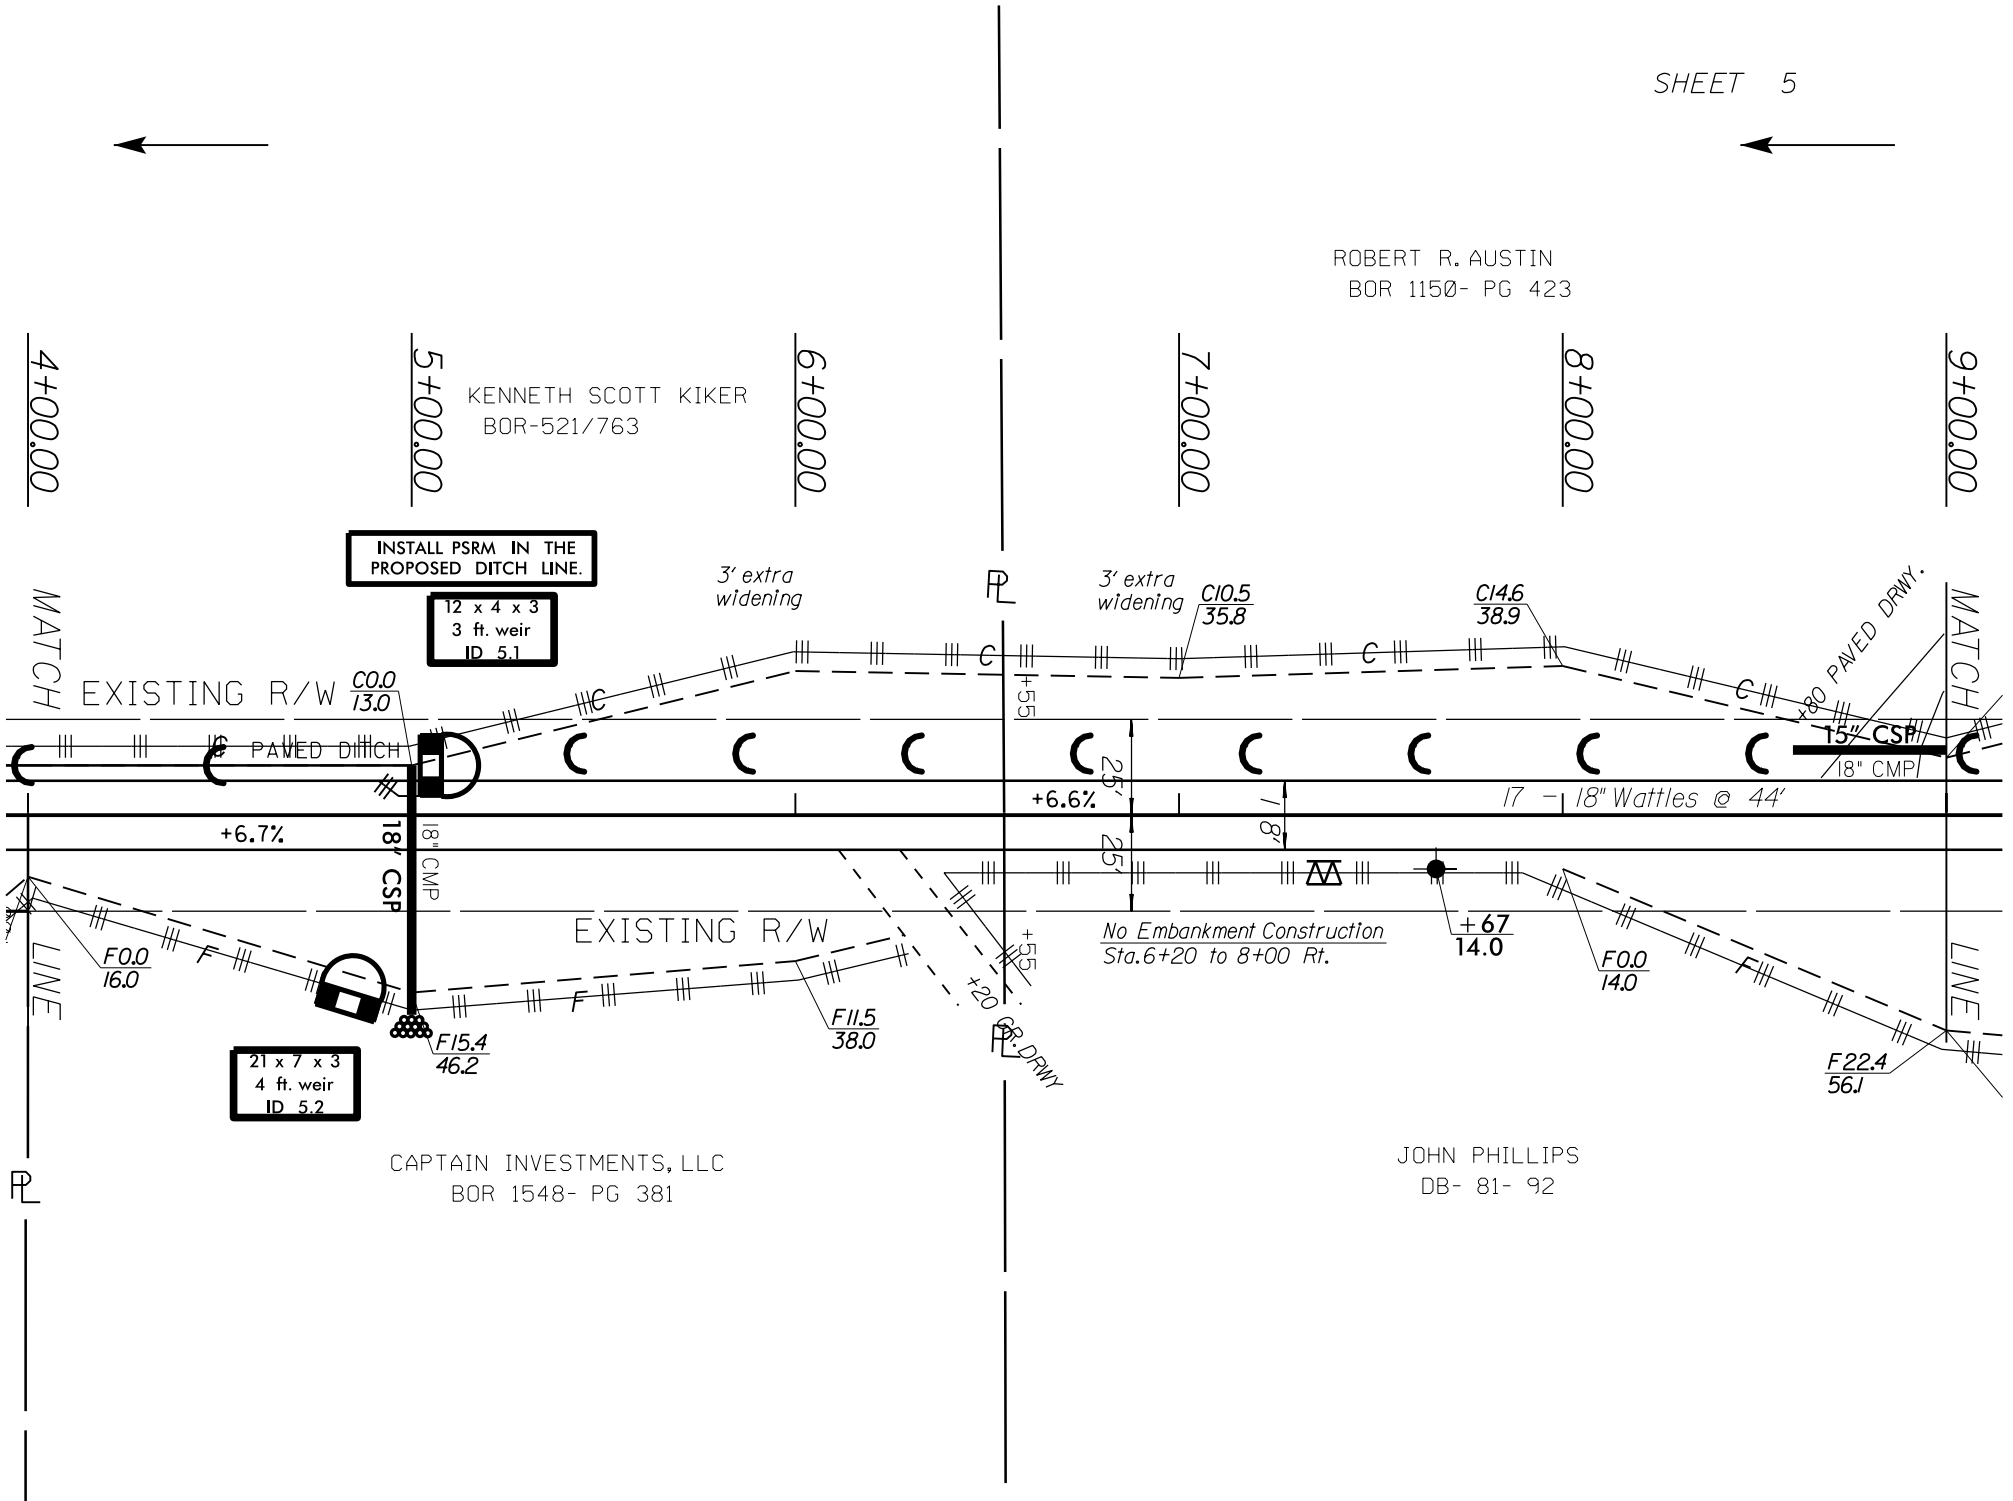 SHEET 5
ROBERT R. AUSTIN
BOR 1150- PG 423
4+00.00
5+00.00
6+00.00
7+00.00
8+00.00
9+00.00
KENNETH SCOTT KIKER
BOR-521/763
INSTALL PSRM IN THE
PROPOSED DITCH LINE.
12 x 4 x 3
3 ft. weir
ID 5.1
3' extra
widening
3' extra
widening
PL
C10.5
35.8
C14.6
38.9
+80 PAVED DRWY.
MATCH
MATCH
EXISTING R/W
C0.0
13.0
C
C
C
C
+55
C
PAVED DITCH
15" CSP
18" CMP
25'
+6.6%
18'
17 - 18" Wattles @ 44'
+6.7%
18" CSP
18" CMP
25'
EXISTING R/W
+55
No Embankment Construction
Sta. 6+20 to 8+00 Rt.
+67
14.0
LINE
LINE
F0.0
16.0
F
F
F0.0
14.0
F
+20 GR. DRWY
PL
F11.5
38.0
F15.4
46.2
F22.4
56.1
21 x 7 x 3
4 ft. weir
ID 5.2
CAPTAIN INVESTMENTS, LLC
BOR 1548- PG 381
JOHN PHILLIPS
DB- 81- 92
PL